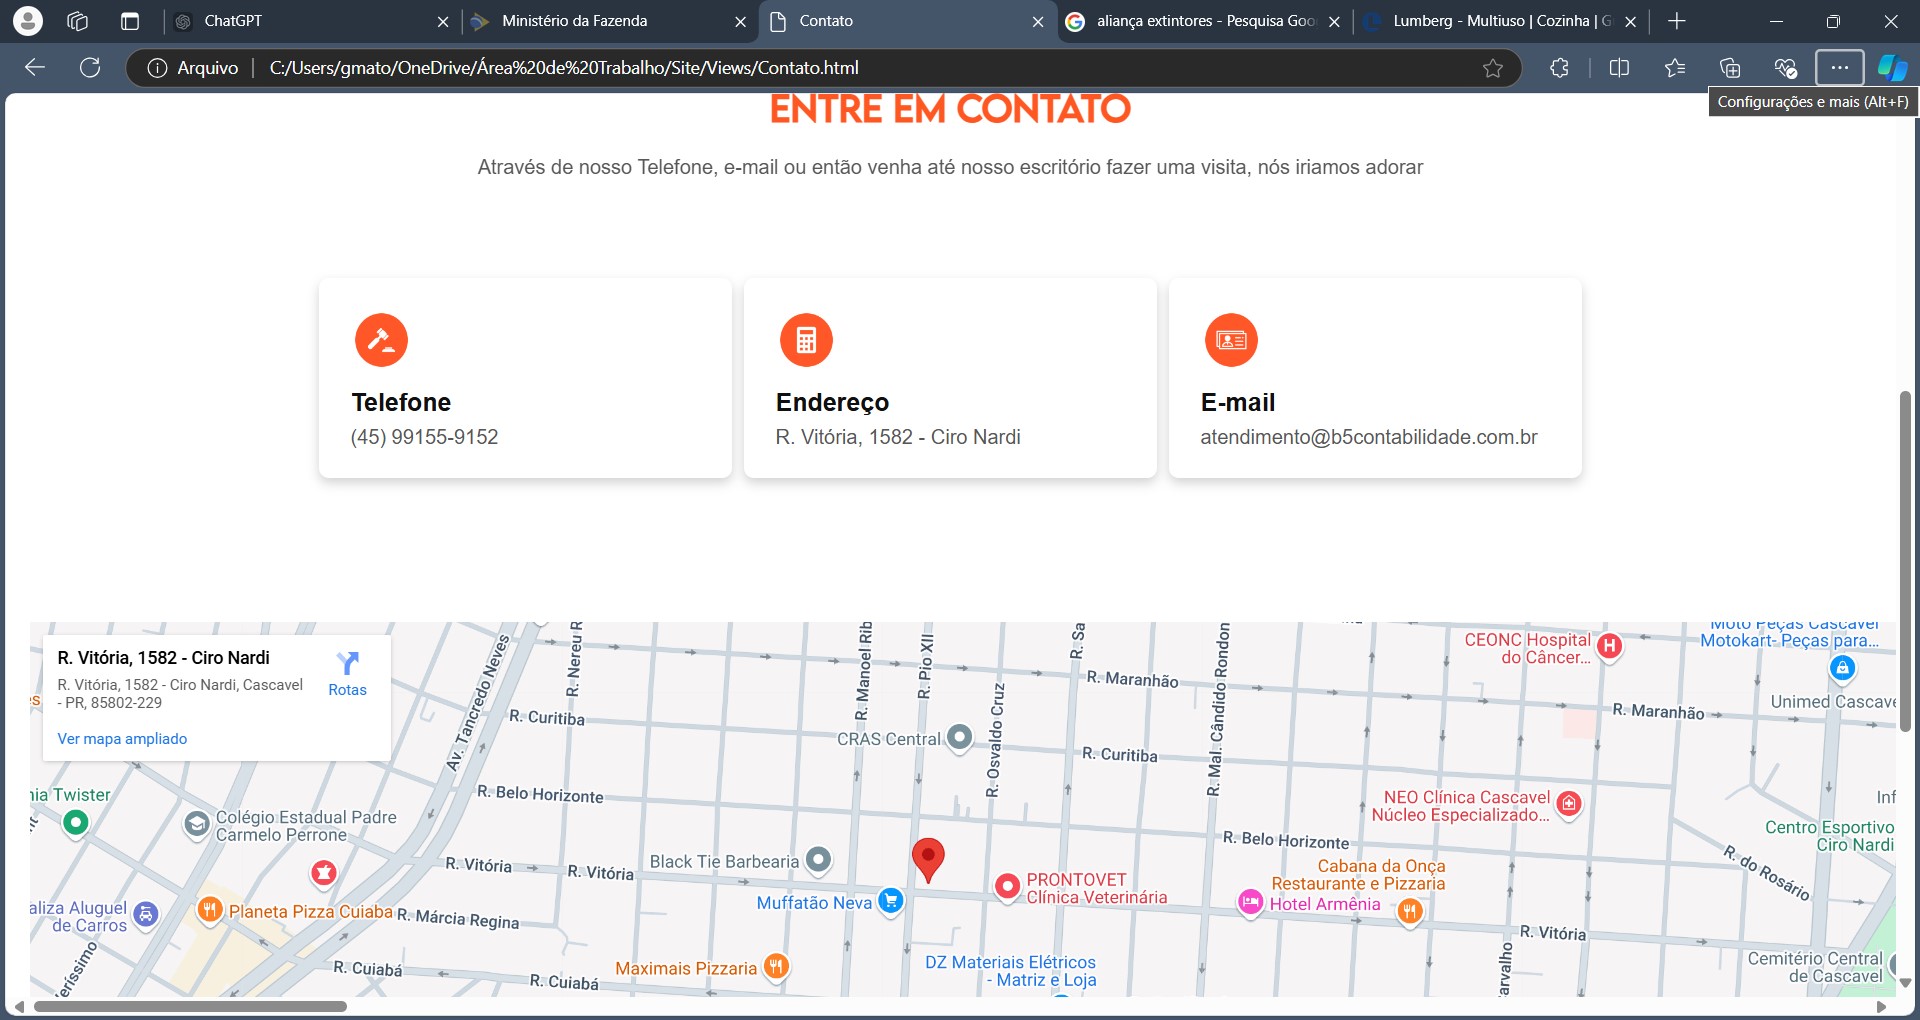 ChatGPT
Ministério da Fazenda
Contato
aliança extintores - Pesquisa Goo
Lumberg - Multiuso | Cozinha | G
Arquivo
C:/Users/gmato/OneDrive/Área%20de%20Trabalho/Site/Views/Contato.html
Configurações e mais (Alt+F)
ENTRE EM CONTATO
Através de nosso Telefone, e-mail ou então venha até nosso escritório fazer uma visita, nós iriamos adorar
Telefone
(45) 99155-9152
Endereço
R. Vitória, 1582 - Ciro Nardi
E-mail
atendimento@b5contabilidade.com.br
R. Vitória, 1582 - Ciro Nardi
R. Vitória, 1582 - Ciro Nardi, Cascavel
- PR, 85802-229
Rotas
Ver mapa ampliado
Av. Tancredo Neves
R. Nereu R
R. Manoel Rib
R. Pio XII
R. Osvaldo Cruz
R. Sa
R. Mal. Cândido Rondon
R. Maranhão
CEONC Hospital
do Câncer...
Moto Peças Cascavel
Motokart- Peças para...
Unimed Cascave
R. Maranhão
R. Curitiba
CRAS Central
R. Curitiba
R. Belo Horizonte
NEO Clínica Cascavel
Núcleo Especializado...
Inf
nia Twister
Colégio Estadual Padre
Carmelo Perrone
R. Belo Horizonte
Centro Esportivo
Ciro Nardi
R. Vitória
R. Vitória
Black Tie Barbearia
Cabana da Onça
Restaurante e Pizzaria
R. do Rosário
PRONTOVET
Clínica Veterinária
Muffatão Neva
Hotel Armênia
aliza Aluguel
de Carros
Planeta Pizza Cuiaba
R. Márcia Regina
R. Vitória
eríssimo
R. Cuiabá
R. Cuiabá
Maximais Pizzaria
DZ Materiais Elétricos
- Matriz e Loja
arvalho
Cemitério Central
de Cascavel